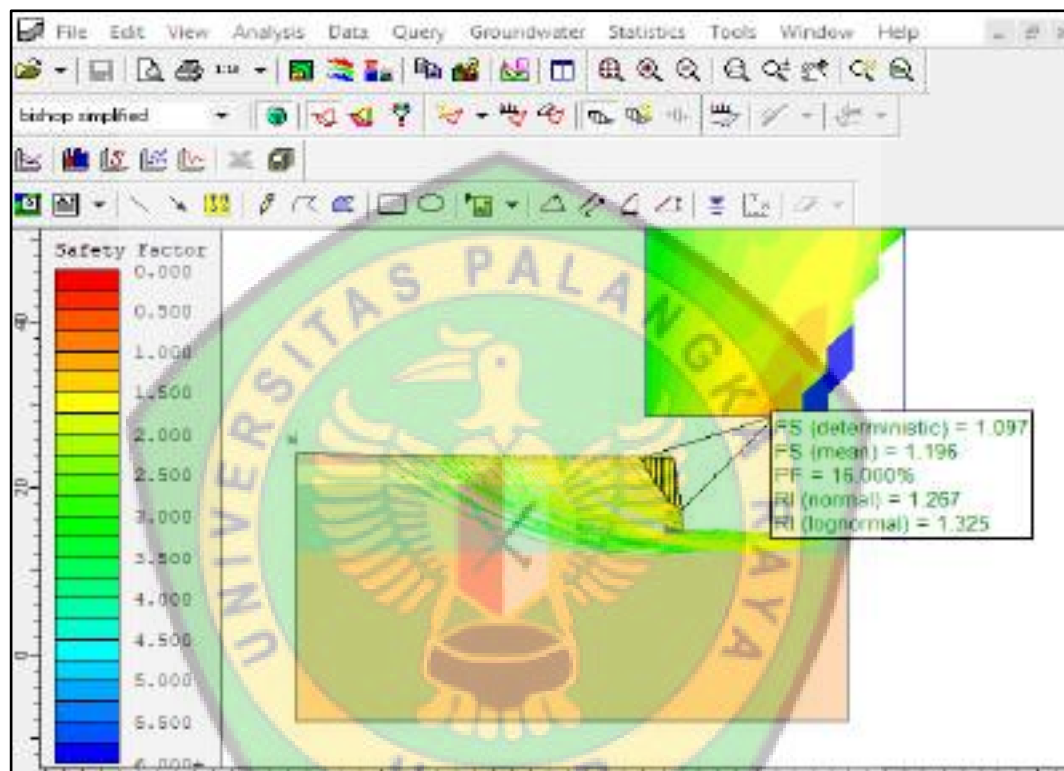 File Edit View Analysis Data Query Groundwater Statistics Tools Window Help
bishop simplified
Safety Factor
0.000
0.500
1.000
1.500
2.000
2.500
3.000
3.500
4.000
4.500
5.000
5.500
6.000+
40
20
0
UNIVERSITAS PALANGKA RAYA
FS (deterministic) = 1.097
FS (mean) = 1.196
PF = 16.000%
RI (normal) = 1.267
RI (lognormal) = 1.325